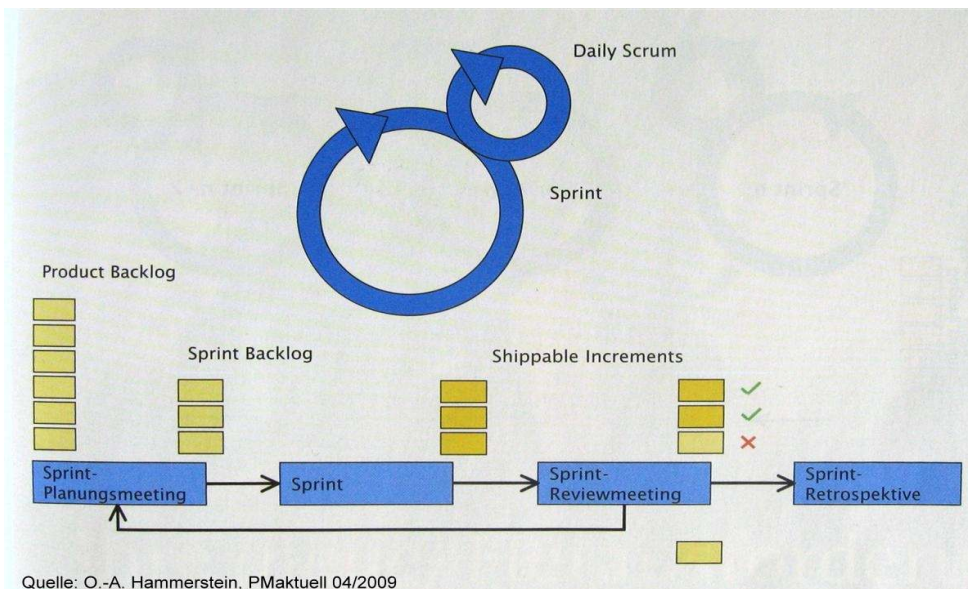 Daily Scrum
Sprint
Product Backlog
Sprint Backlog
Shippable Increments
Sprint-
Planungsmeeting
Sprint
Sprint-
Reviewmeeting
Sprint-
Retrospektive
Quelle: O.-A. Hammerstein, PMaktuell 04/2009